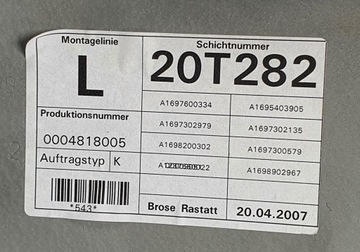 Montagelinie
Schichtnummer
L
20T282
Produktionsnummer
0004818005
A1697600334
A1695403905
A1697302979
A1697302135
A1698200302
A1697300579
Auftragstyp K
A1698902967
*543*
Brose Rastatt
20.04.2007